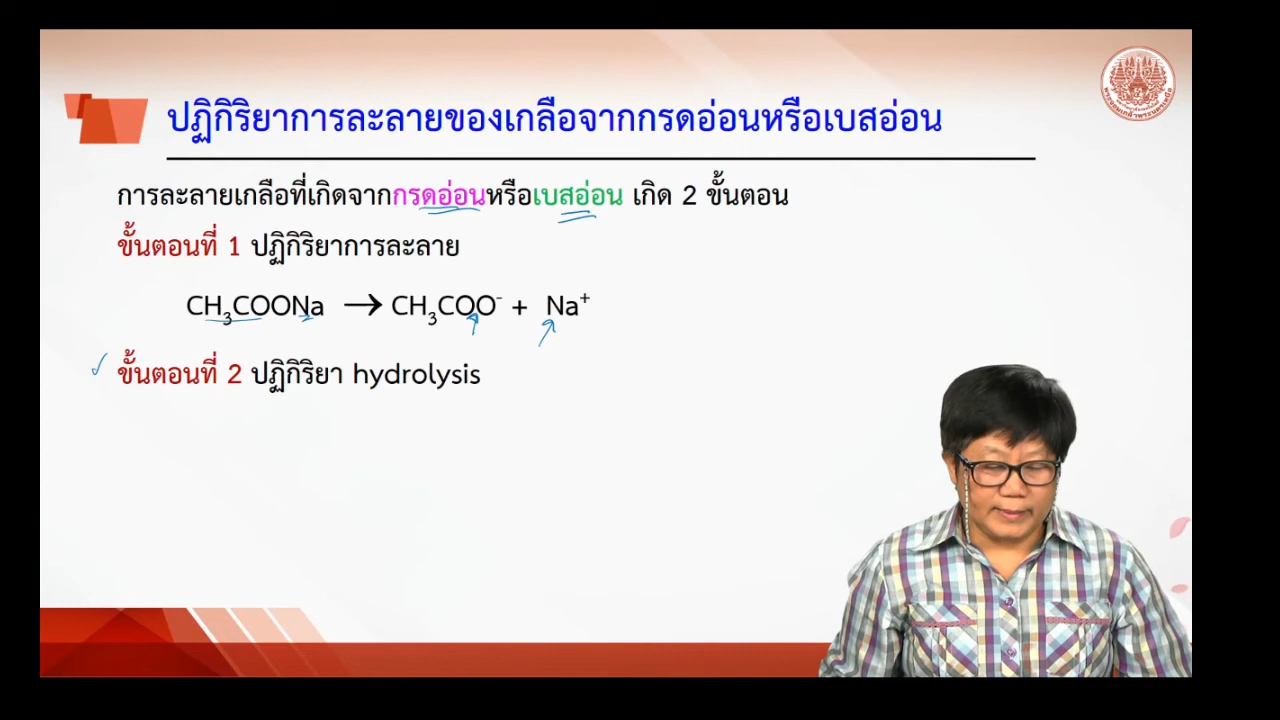 ปฏิกิริยาการละลายของเกลือจากกรดอ่อนหรือเบสอ่อน
การละลายเกลือที่เกิดจากกรดอ่อนหรือเบสอ่อน เกิด 2 ขั้นตอน
ขั้นตอนที่ 1 ปฏิกิริยาการละลาย
CH₃COONa → CH₃COO⁻ + Na⁺
ขั้นตอนที่ 2 ปฏิกิริยา hydrolysis